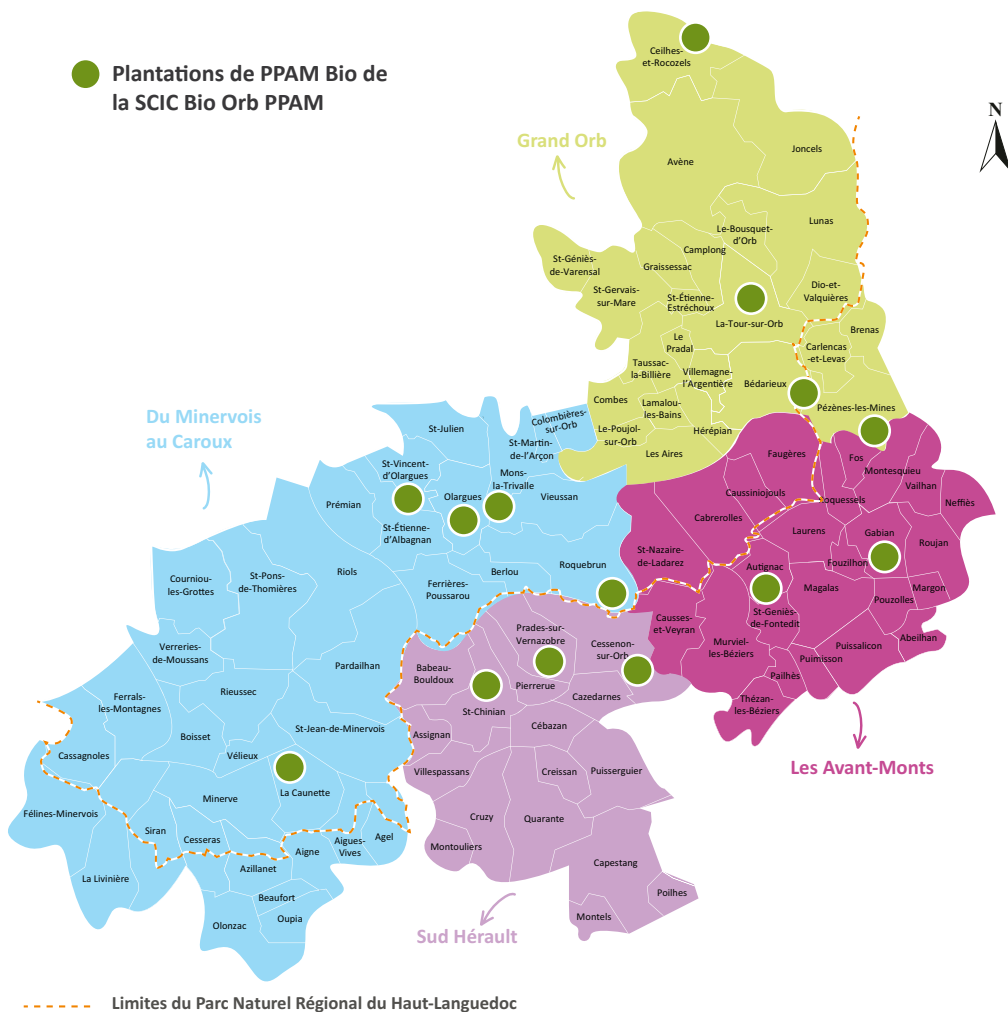 Plantations de PPAM Bio de
la SCIC Bio Orb PPAM
N
Grand Orb
Ceilhes-
et-Rocozels
Avène
Joncels
Lunas
Le-Bousquet-
d'Orb
Camplong
Graissessac
St-Géniès-
de-Varensal
St-Gervais-
sur-Mare
St-Étienne-
Estréchoux
La-Tour-sur-Orb
Dio-et-
Valquières
Brenas
Carlencas
-et-Levas
Le
Pradal
Taussac-
la-Billière
Villemagne-
l'Argentière
Bédarieux
Combes
Lamalou-
les-Bains
Pézènes-les-Mines
Le-Poujol-
sur-Orb
Hérépian
Les Aires
Du Minervois
au Caroux
Colombières-
sur-Orb
St-Julien
St-Martin-
de-l'Arçon
St-Vincent-
d'Olargues
Mons-
la-Trivalle
Olargues
Vieussan
Prémian
St-Étienne-
d'Albagnan
Roquebrun
Berlou
Ferrières-
Poussarou
Riols
St-Pons-
de-Thomières
Courniou-
les-Grottes
Verreries-
de-Moussans
Pardailhan
Rieussec
Ferrals-
les-Montagnes
Boisset
St-Jean-de-Minervois
Vélieux
Cassagnoles
La Caunette
Minerve
Félines-Minervois
Siran
Cesseras
Aigne
Aigues-
Vives
Agel
La Livinière
Azillanet
Beaufort
Oupia
Olonzac
Faugères
Fos
Montesquieu
Vailhan
Neffiès
Caussiniojouls
oquessels
Cabrerolles
Laurens
Gabian
Roujan
St-Nazaire-
de-Ladarez
Autignac
Fouzilhon
Magalas
Margon
Pouzolles
St-Geniès-
de-Fontedit
Causses-
et-Veyran
Murviel-
les-Béziers
Puissalicon
Abeilhan
Puimisson
Pailhès
Thézan-
les-Béziers
Les Avant-Monts
Prades-sur-
Vernazobre
Cessenon-
sur-Orb
Babeau-
Bouldoux
Pierrerue
Cazedarnes
St-Chinian
Cébazan
Assignan
Villespassans
Creissan
Puisserguier
Cruzy
Quarante
Montouliers
Capestang
Poilhes
Montels
Sud Hérault
Limites du Parc Naturel Régional du Haut-Languedoc